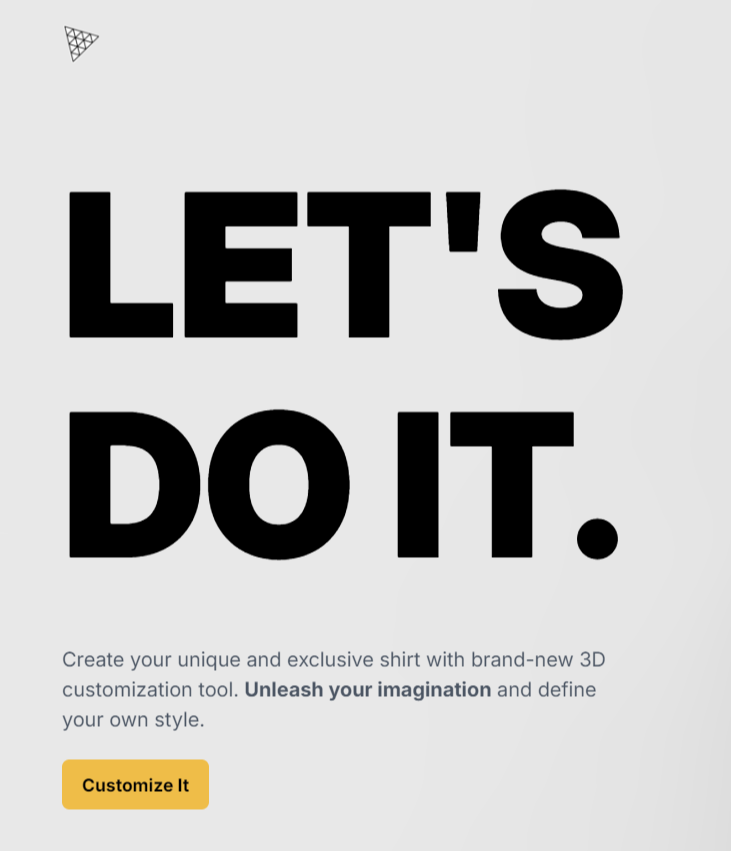 LET'S
DO IT.
Create your unique and exclusive shirt with brand-new 3D
customization tool. Unleash your imagination and define
your own style.
Customize It